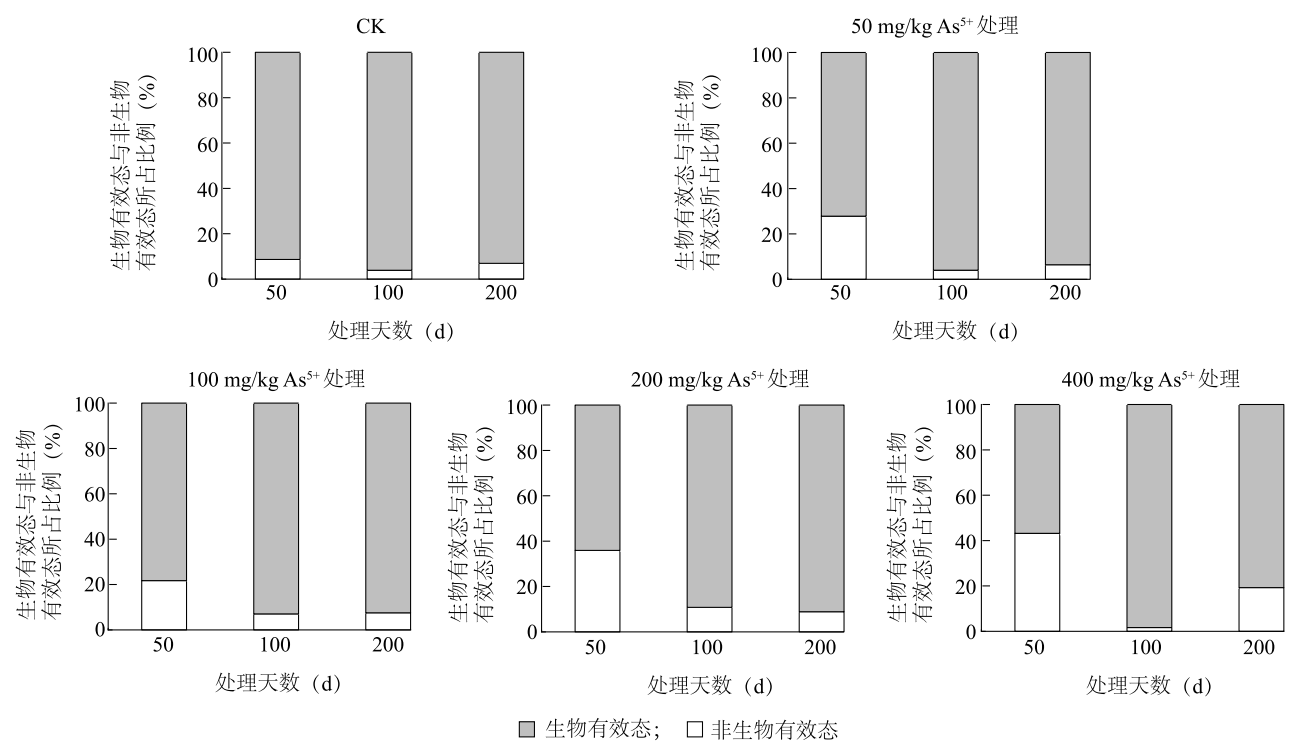 CK
生物有效态与非生物
有效态所占比例（%）
100
80
60
40
20
0
50 100 200
处理天数（d）
50 mg/kg As⁵⁺ 处理
生物有效态与非生物
有效态所占比例（%）
100
80
60
40
20
0
50 100 200
处理天数（d）
100 mg/kg As⁵⁺ 处理
生物有效态与非生物
有效态所占比例（%）
100
80
60
40
20
0
50 100 200
处理天数（d）
200 mg/kg As⁵⁺ 处理
生物有效态与非生物
有效态所占比例（%）
100
80
60
40
20
0
50 100 200
处理天数（d）
400 mg/kg As⁵⁺ 处理
生物有效态与非生物
有效态所占比例（%）
100
80
60
40
20
0
50 100 200
处理天数（d）
生物有效态； 非生物有效态